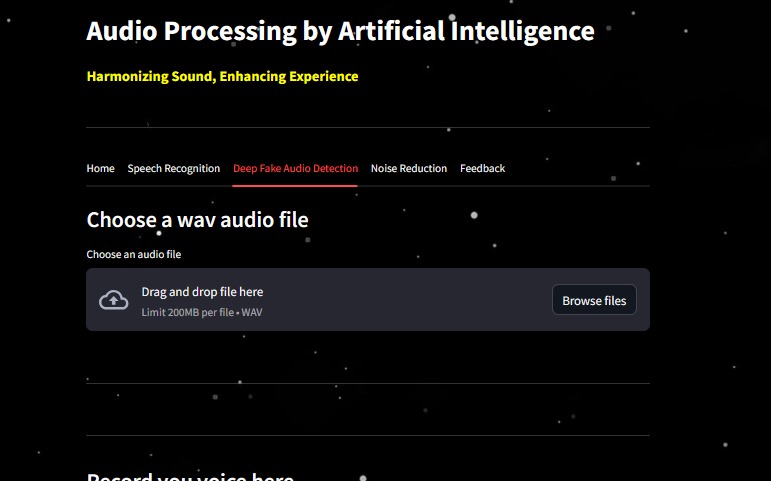 Audio Processing by Artificial Intelligence
Harmonizing Sound, Enhancing Experience
Home Speech Recognition Deep Fake Audio Detection Noise Reduction Feedback
Choose a wav audio file
Choose an audio file
Drag and drop file here
Limit 200MB per file • WAV
Browse files
Record you voice here